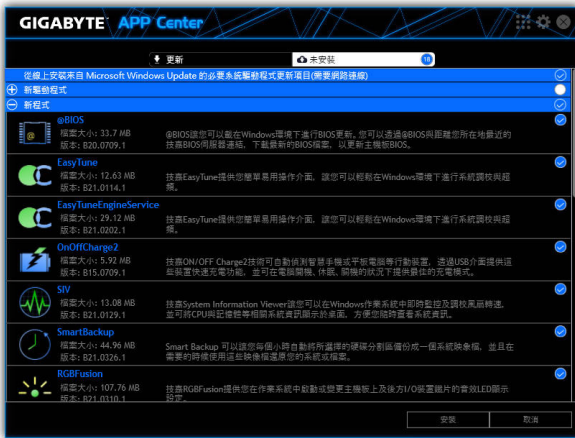 GIGABYTE™ APP Center
更新
未安裝 18
從線上安裝來自 Microsoft Windows Update 的必要系統驅動程式更新項目(需要網路連線)
新驅動程式
新程式
@BIOS
檔案大小: 33.7 MB
版本: B20.0709.1
@BIOS讓您可以能在Windows環境下進行BIOS更新。您可以透過@BIOS與距離您所在地最近的
技嘉BIOS伺服器連結，下載最新的BIOS檔案，以更新主機板BIOS。
EasyTune
檔案大小: 12.63 MB
版本: B21.0114.1
技嘉EasyTune提供您簡單易用操作介面，讓您可以輕鬆在Windows環境下進行系統調校與超
頻。
EasyTuneEngineService
檔案大小: 29.12 MB
版本: B21.0202.1
技嘉EasyTune提供您簡單易用操作介面，讓您可以輕鬆在Windows環境下進行系統調校與超
頻。
OnOffCharge2
檔案大小: 5.92 MB
版本: B15.0709.1
技嘉ON/OFF Charge2技術可自動偵測智慧手機或平板電腦等行動裝置，透過USB介面提供這
些裝置快速充電功能，並可在電腦開機、休眠、關機的狀況下提供最佳的充電模式。
SIV
檔案大小: 13.08 MB
版本: B21.0129.1
技嘉System Information Viewer讓您可以在Windows作業系統中即時監控及調校風扇轉速，
並可將CPU與記憶體等相關系統資訊顯示於桌面，方便您隨時查看系統資訊。
SmartBackup
檔案大小: 44.96 MB
版本: B21.0326.1
Smart Backup 可以讓您每個小時自動將所選擇的硬碟分割區備份成一個系統映象檔，並且在
需要的時候使用這些映像檔還原您的系統或檔案。
RGBFusion
檔案大小: 107.76 MB
版本: B21.0310.1
技嘉RGBFusion提供您在作業系統中啟動或變更主機板上及後方I/O裝置鐵片的音效LED顯示
設定。
安裝
取消